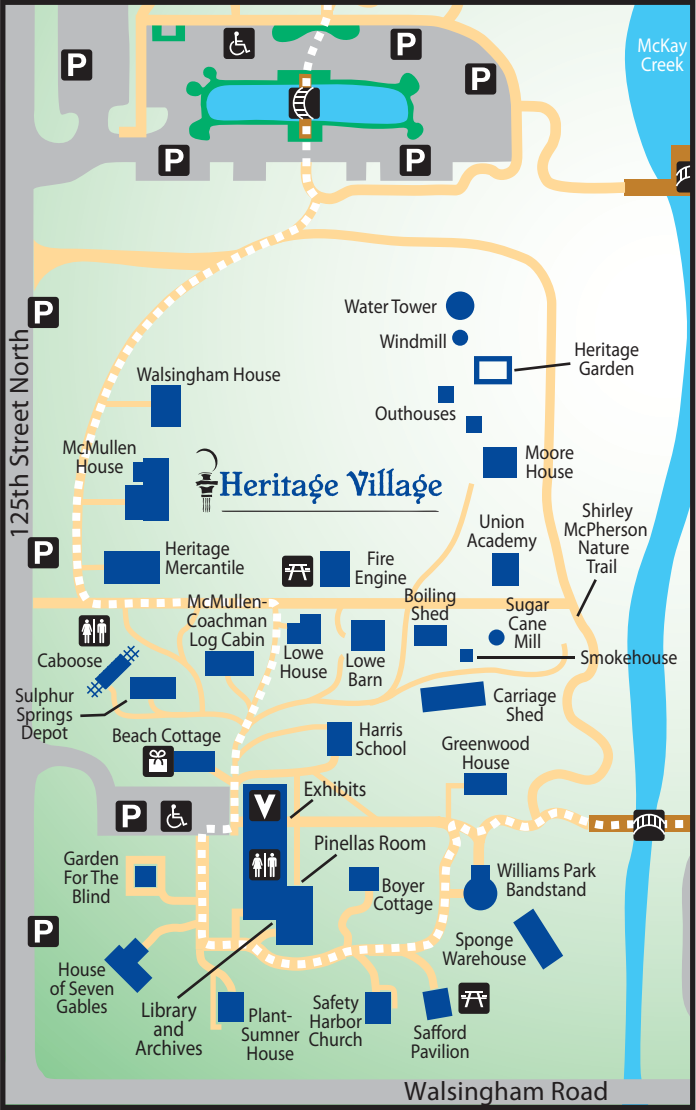 P
P
P
McKay
Creek
P
P
Water Tower
Windmill
P
Heritage
Garden
Walsingham House
Outhouses
McMullen
House
Moore
House
Heritage Village
125th Street North
Shirley
McPherson
Nature
Trail
Union
Academy
P
Heritage
Mercantile
Fire
Engine
McMullen-
Coachman
Log Cabin
Boiling
Shed
Sugar
Cane
Mill
Lowe
House
Lowe
Barn
Smokehouse
Caboose
Sulphur
Springs
Depot
Carriage
Shed
Beach Cottage
Harris
School
Greenwood
House
Exhibits
V
P
Pinellas Room
Garden
For The
Blind
Boyer
Cottage
Williams Park
Bandstand
P
Sponge
Warehouse
House
of Seven
Gables
Library
and
Archives
Plant-
Sumner
House
Safety
Harbor
Church
Safford
Pavilion
Walsingham Road